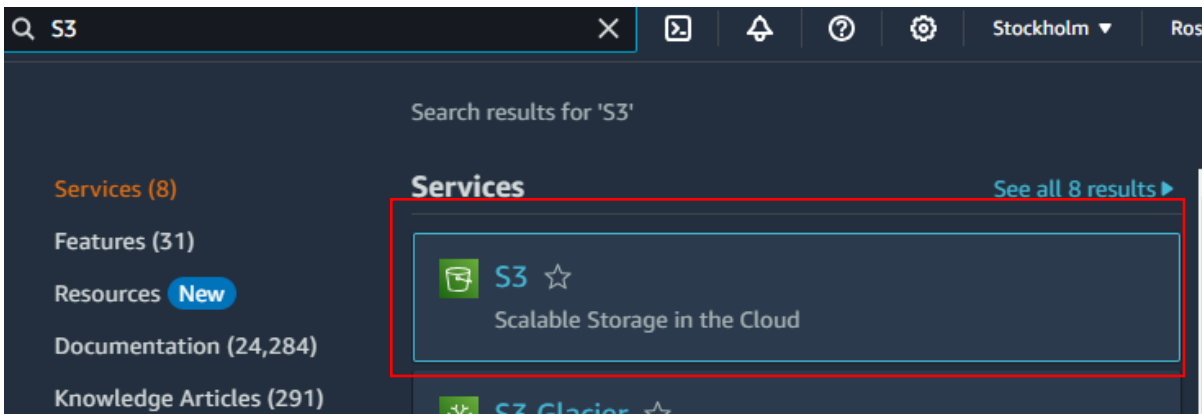 S3
Stockholm ▼
Ros
Search results for 'S3'
Services (8)
Features (31)
Resources New
Documentation (24,284)
Knowledge Articles (291)
Services
See all 8 results ▶
S3
Scalable Storage in the Cloud
S3 Glacier